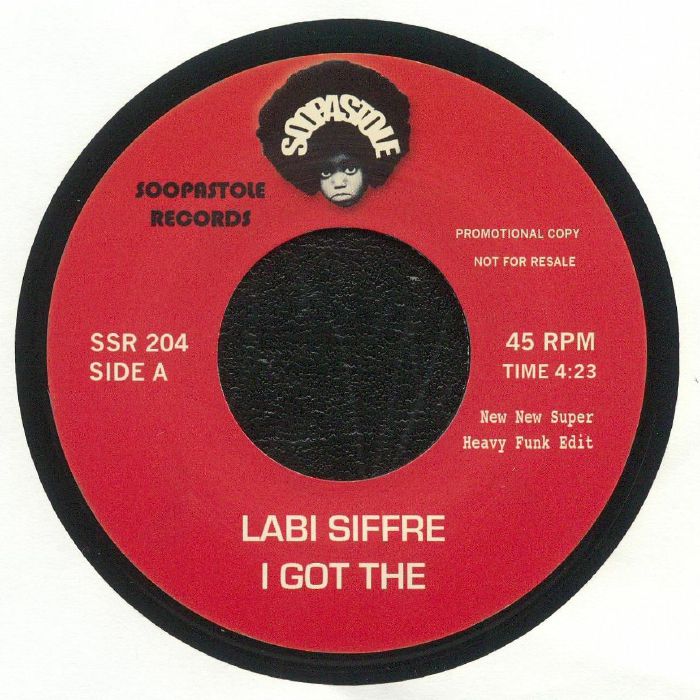 SOOPASTOLE
SOOPASTOLE
RECORDS
PROMOTIONAL COPY
NOT FOR RESALE
SSR 204
SIDE A
45 RPM
TIME 4:23
New New Super
Heavy Funk Edit
LABI SIFFRE
I GOT THE